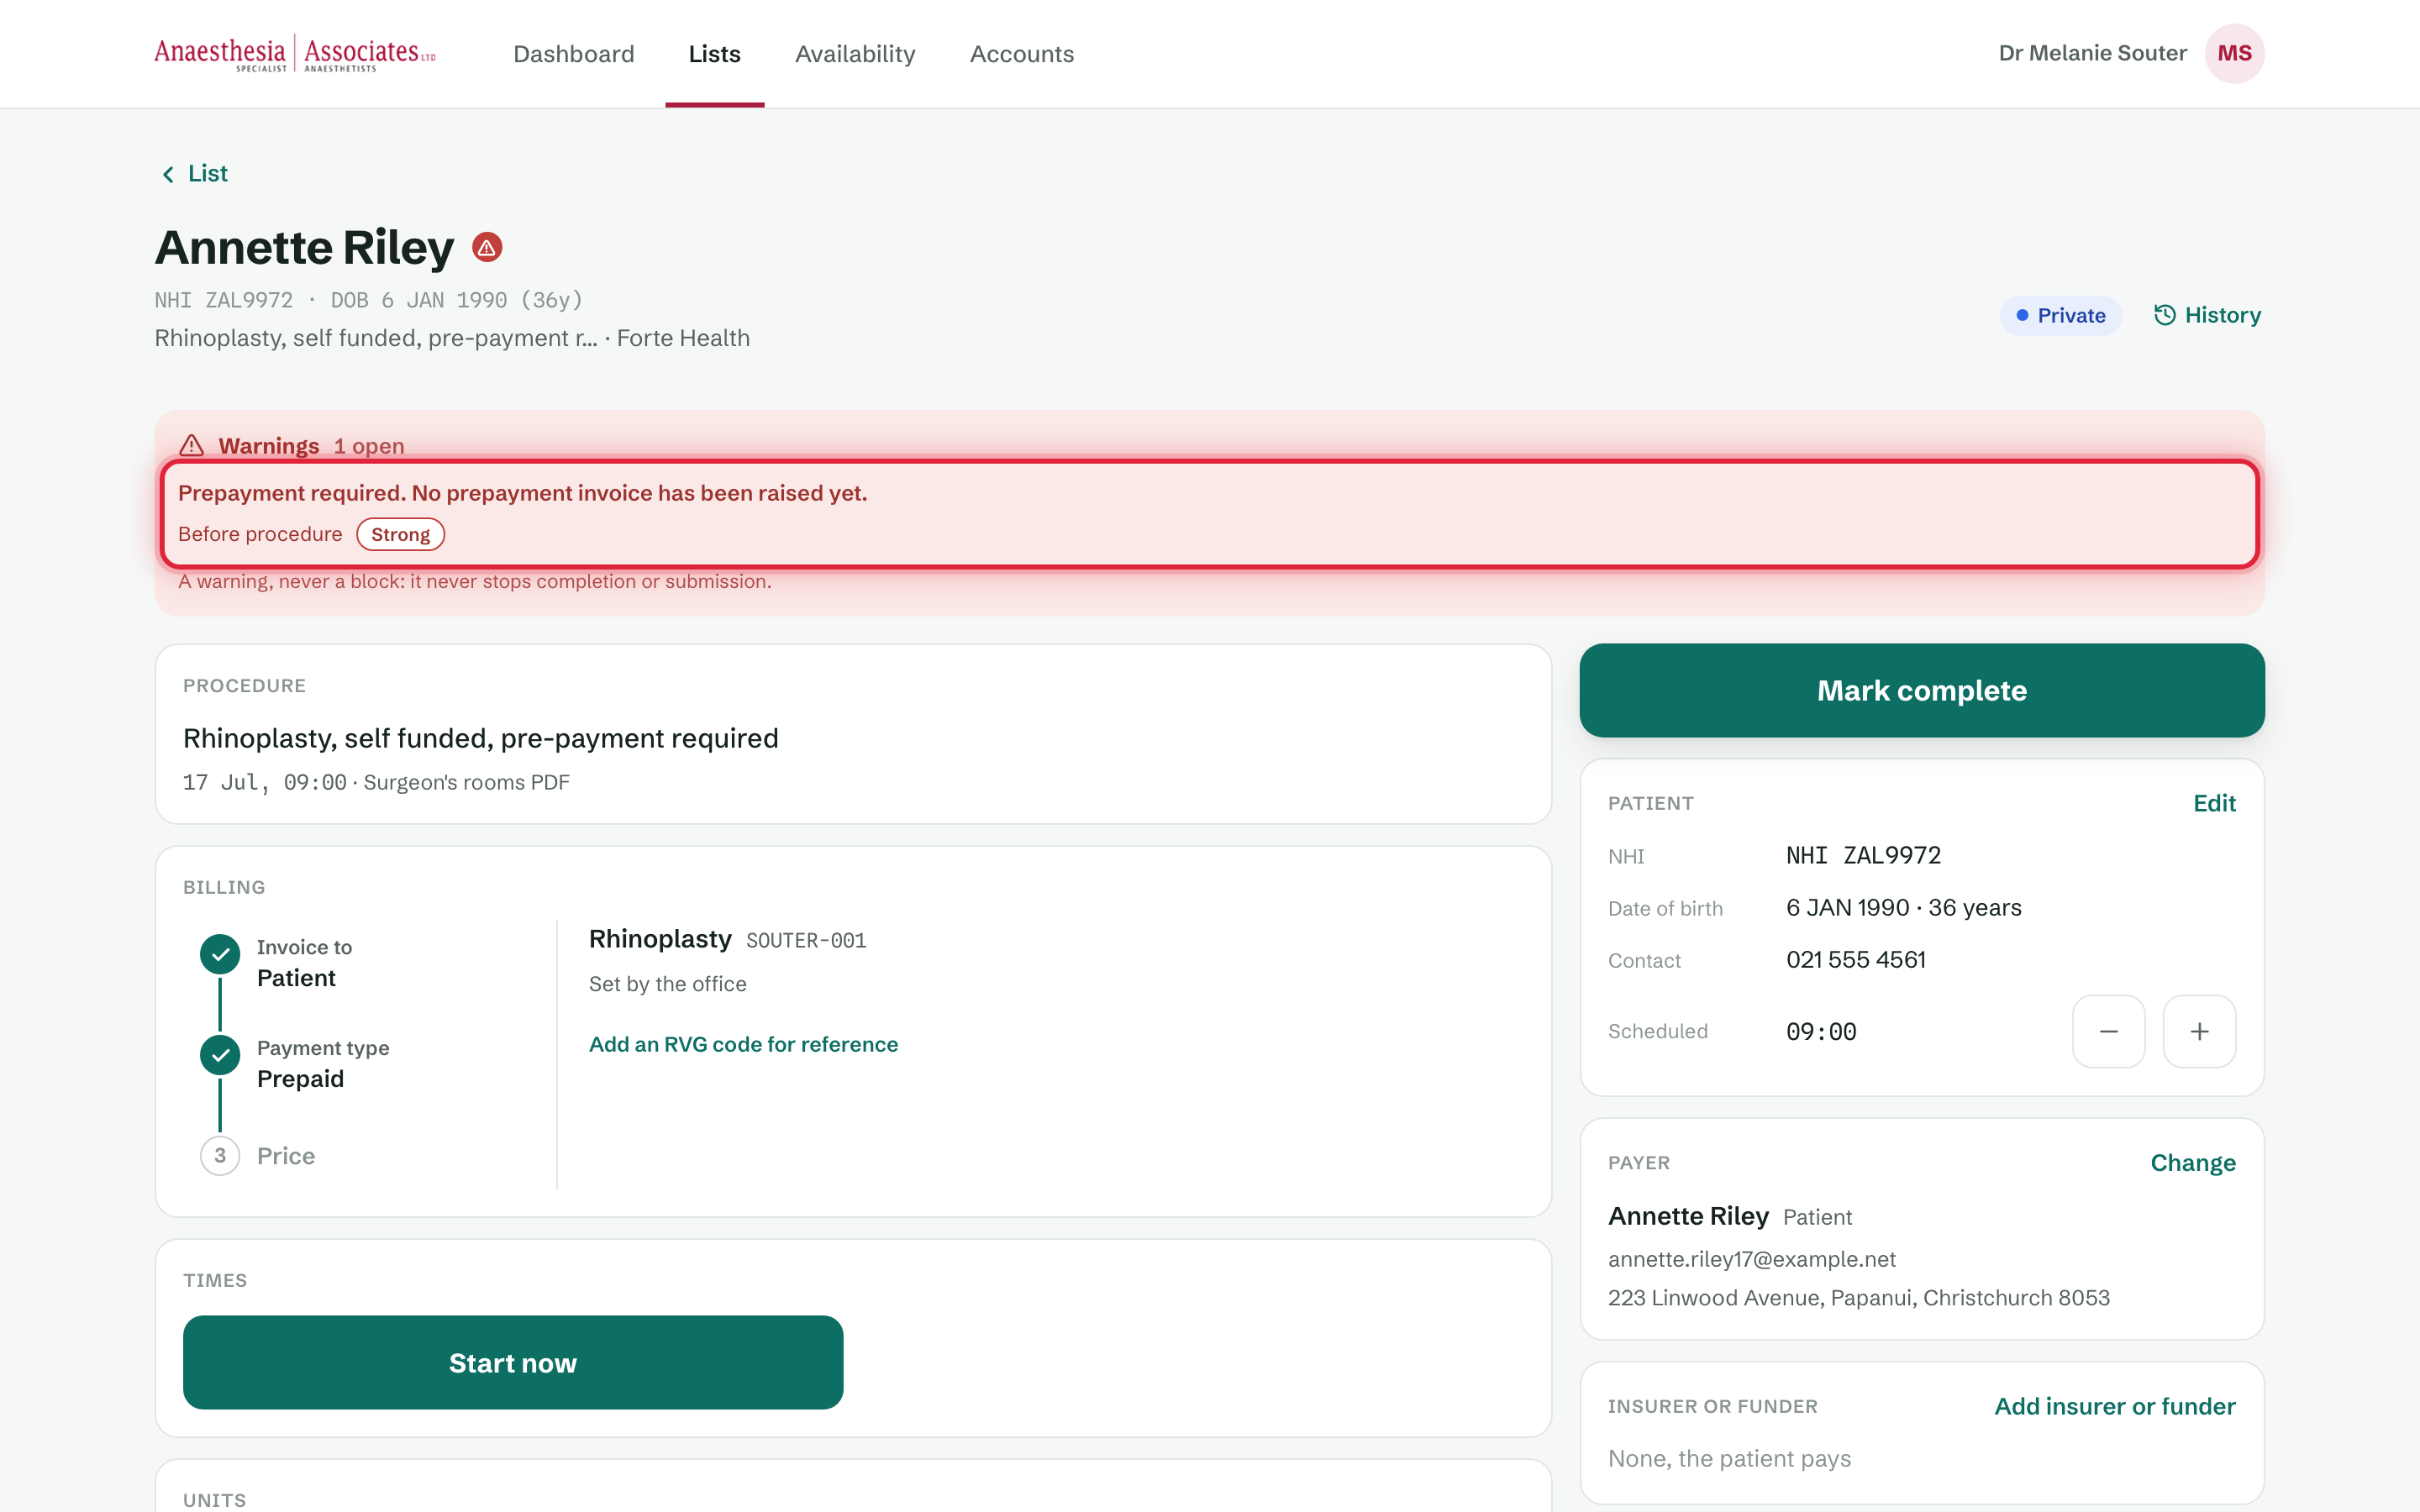 Anaesthesia | Associates LTD
SPECIALIST ANAESTHETISTS
Dashboard
Lists
Availability
Accounts
Dr Melanie Souter
MS
List
Annette Riley
NHI ZAL9972 · DOB 6 JAN 1990 (36y)
Rhinoplasty, self funded, pre-payment r... · Forte Health
Private
History
Warnings 1 open
Prepayment required. No prepayment invoice has been raised yet.
Before procedure Strong
A warning, never a block: it never stops completion or submission.
PROCEDURE
Rhinoplasty, self funded, pre-payment required
17 Jul, 09:00 · Surgeon's rooms PDF
BILLING
Invoice to
Patient
Payment type
Prepaid
3 Price
Rhinoplasty SOUTER-001
Set by the office
Add an RVG code for reference
TIMES
Start now
UNITS
Mark complete
PATIENT Edit
NHI NHI ZAL9972
Date of birth 6 JAN 1990 · 36 years
Contact 021 555 4561
Scheduled 09:00 − +
PAYER Change
Annette Riley Patient
annette.riley17@example.net
223 Linwood Avenue, Papanui, Christchurch 8053
INSURER OR FUNDER Add insurer or funder
None, the patient pays